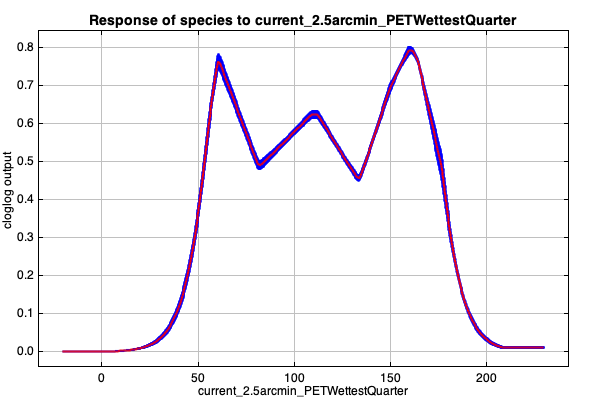 Response of species to current_2.5arcmin_PETWettestQuarter
cloglog output
0.8
0.7
0.6
0.5
0.4
0.3
0.2
0.1
0.0
0 50 100 150 200
current_2.5arcmin_PETWettestQuarter